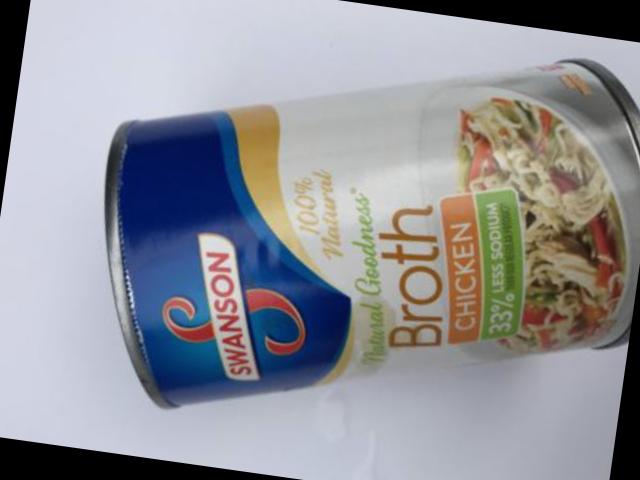 SWANSON
100%
Natural
Natural Goodness
Broth
CHICKEN
33% LESS SODIUM